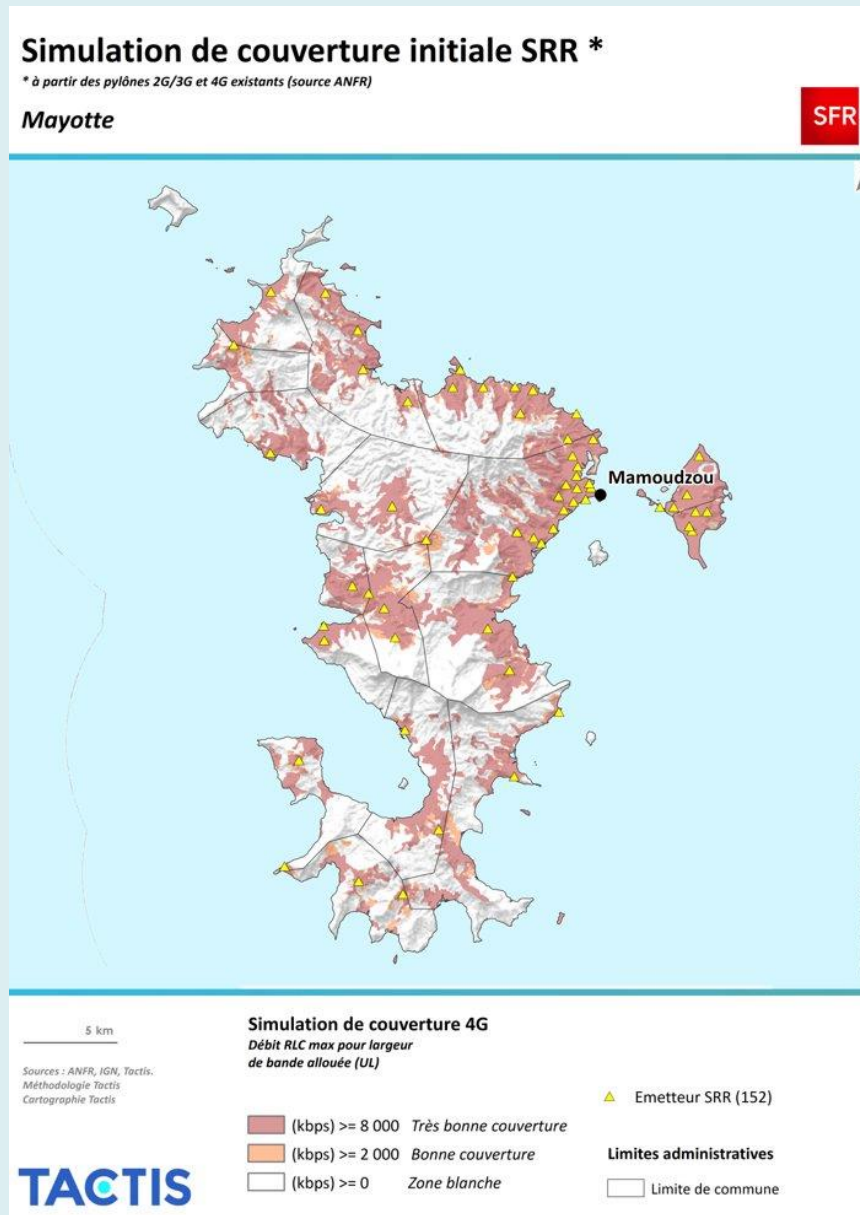 Simulation de couverture initiale SRR *
* à partir des pylônes 2G/3G et 4G existants (source ANFR)
Mayotte
SFR
Mamoudzou
5 km
Sources : ANFR, IGN, Tactis.
Méthodologie Tactis
Cartographie Tactis
TACTIS
Simulation de couverture 4G
Débit RLC max pour largeur
de bande allouée (UL)
(kbps) >= 8 000 Très bonne couverture
(kbps) >= 2 000 Bonne couverture
(kbps) >= 0 Zone blanche
Emetteur SRR (152)
Limites administratives
Limite de commune